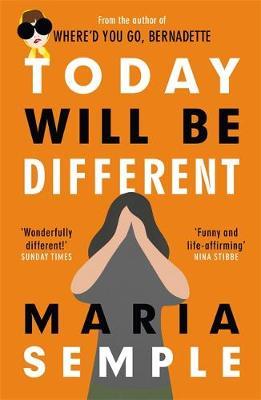 From the author of
WHERE'D YOU GO, BERNADETTE
TODAY
WILL BE
DIFFERENT
'Wonderfully
different!'
SUNDAY TIMES
'Funny and
life-affirming'
NINA STIBBE
MARIA
SEMPLE